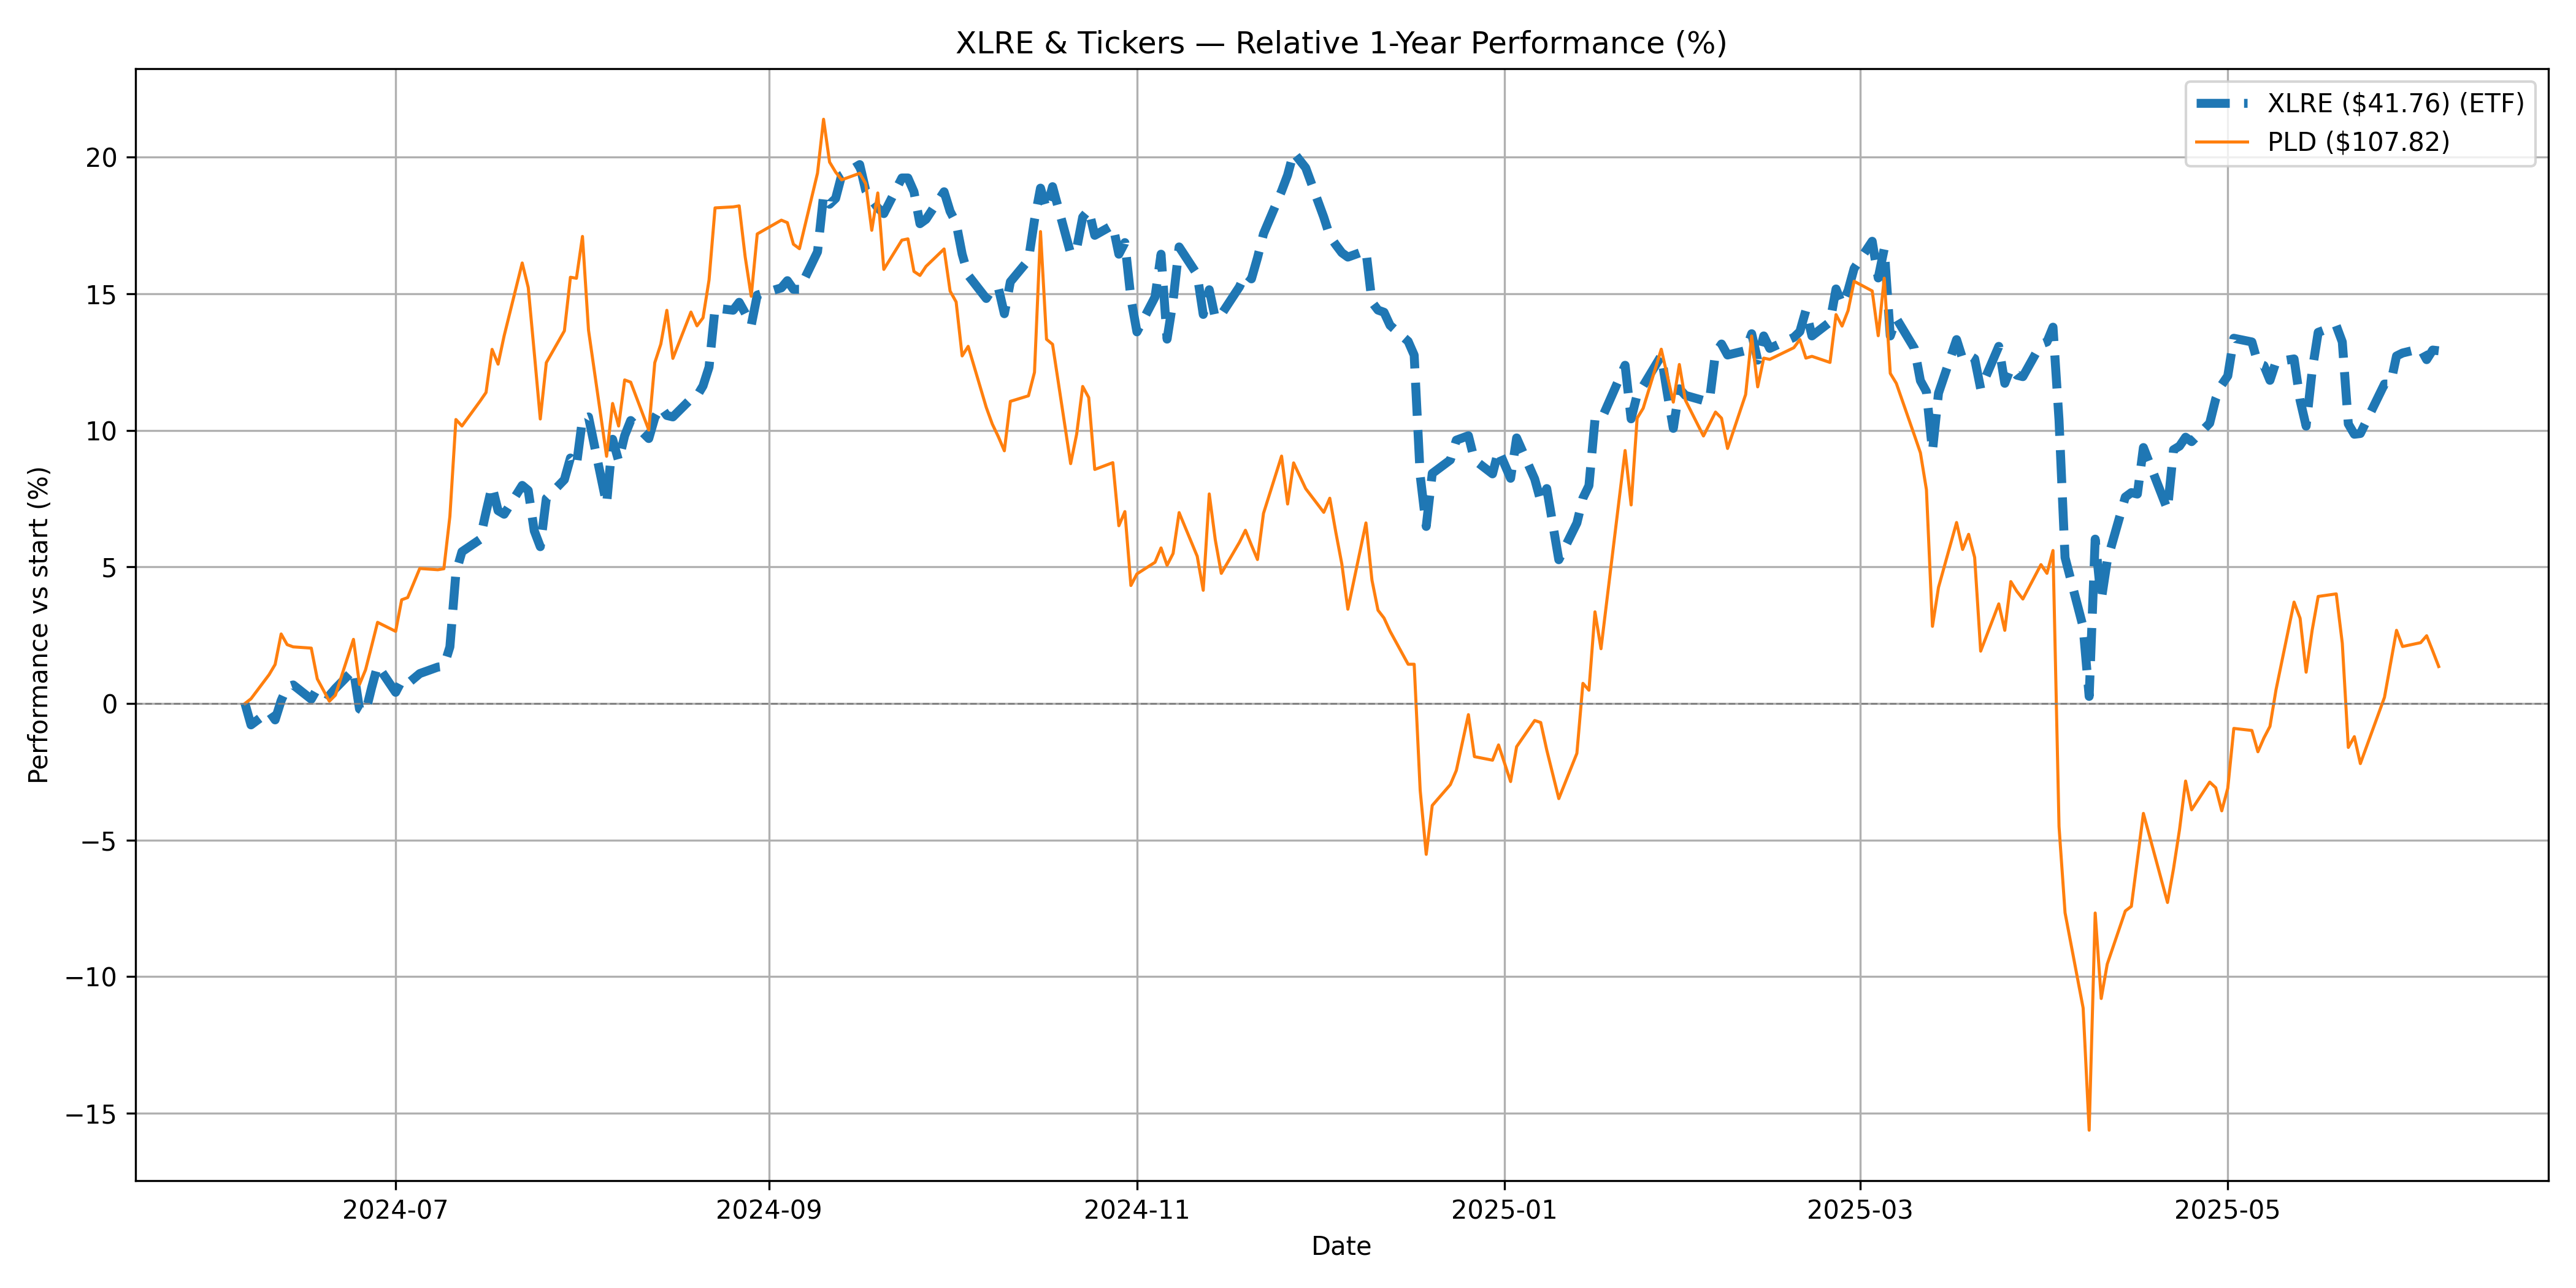 XLRE & Tickers — Relative 1-Year Performance (%)
XLRE ($41.76) (ETF)
PLD ($107.82)
Performance vs start (%)
20
15
10
5
0
−5
−10
−15
2024-07
2024-09
2024-11
2025-01
2025-03
2025-05
Date